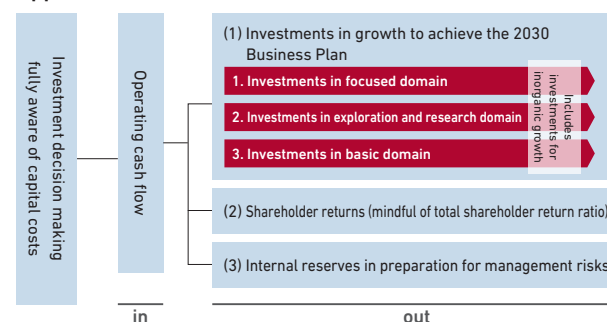 Investment decision making
fully aware of capital costs
Operating cash flow
(1) Investments in growth to achieve the 2030
Business Plan
1. Investments in focused domain
2. Investments in exploration and research domain
3. Investments in basic domain
Includes
investments for
inorganic growth
(2) Shareholder returns (mindful of total shareholder return ratio)
(3) Internal reserves in preparation for management risks
in
out